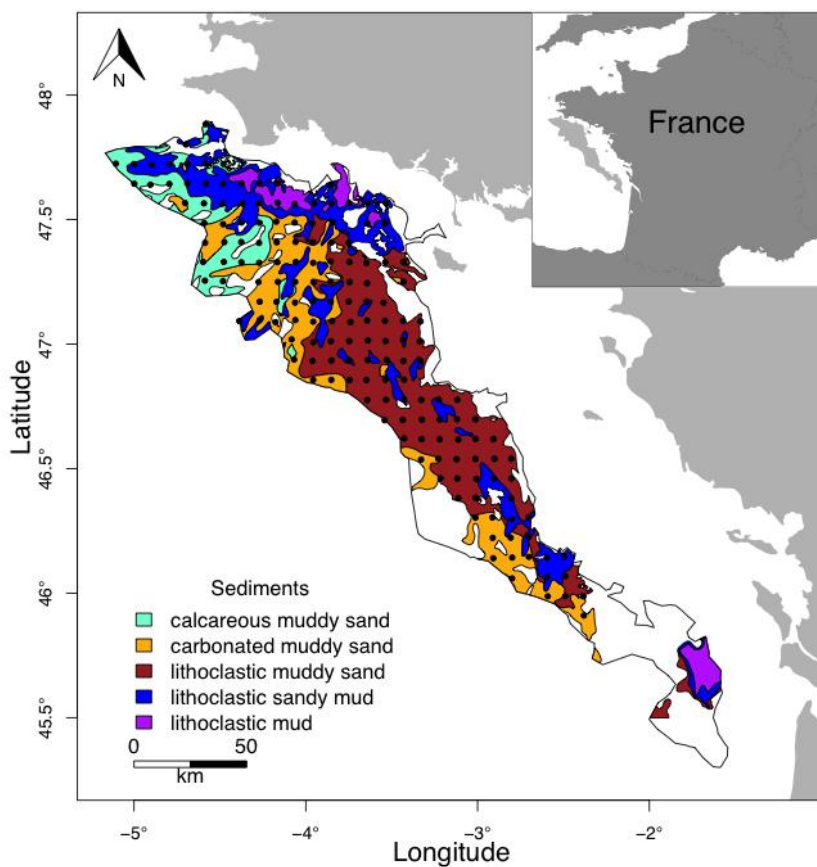 N
France
48°
47.5°
47°
46.5°
46°
45.5°
Latitude
Sediments
calcareous muddy sand
carbonated muddy sand
lithoclastic muddy sand
lithoclastic sandy mud
lithoclastic mud
0 50
km
-5° -4° -3° -2°
Longitude